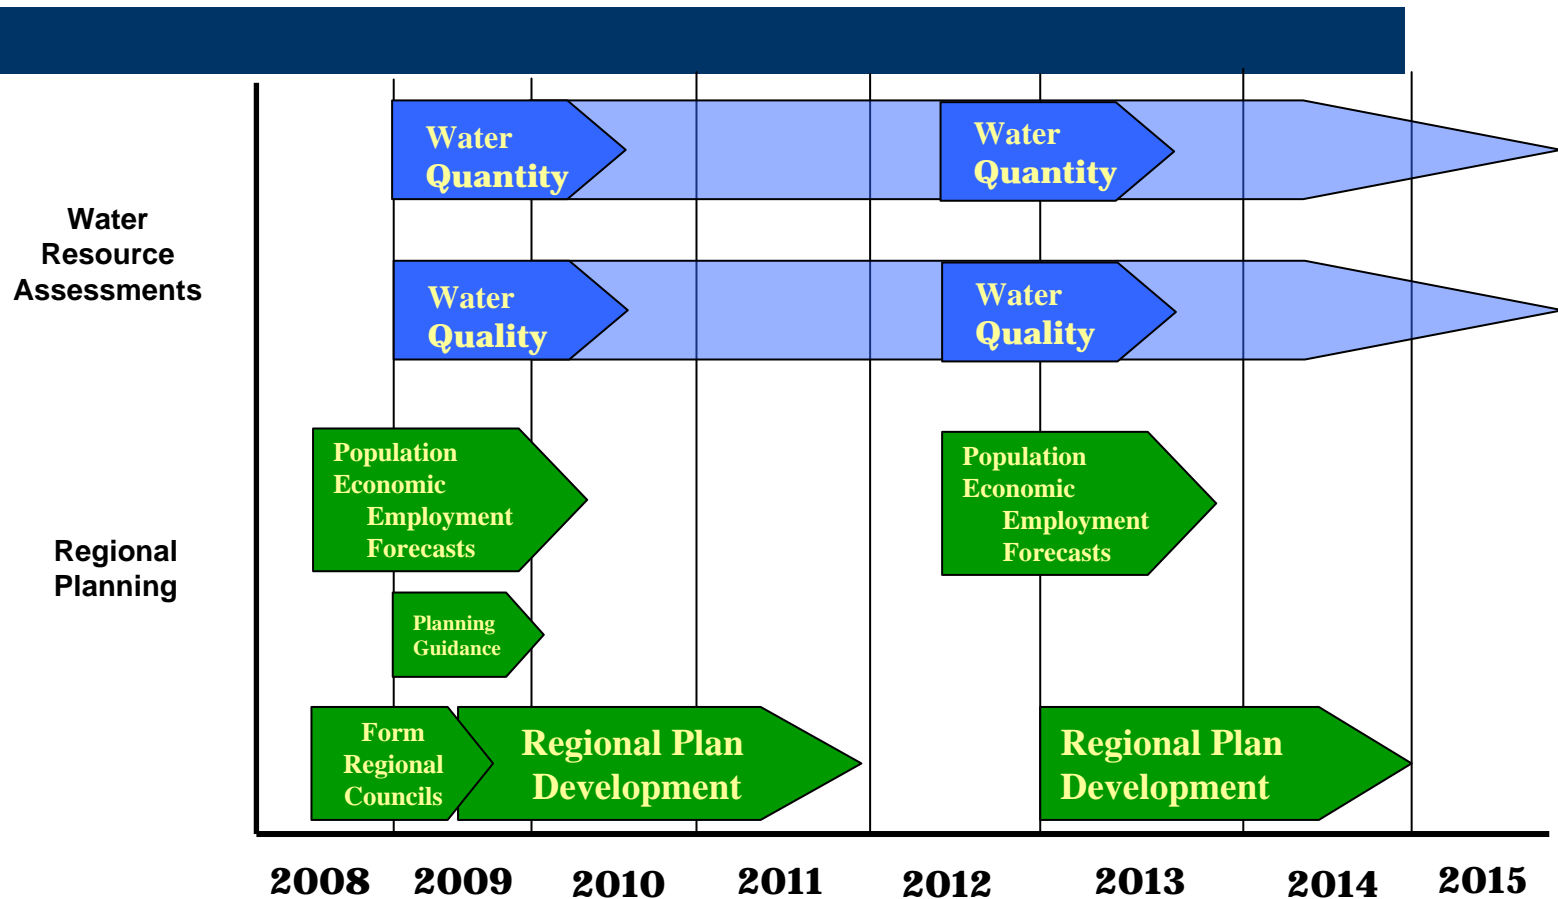 Water
Quantity
Water
Quantity
Water
Resource
Assessments
Water
Quality
Water
Quality
Population
Economic
Employment
Forecasts
Population
Economic
Employment
Forecasts
Regional
Planning
Planning
Guidance
Form
Regional
Councils
Regional Plan
Development
Regional Plan
Development
2008 2009 2010 2011 2012 2013 2014 2015